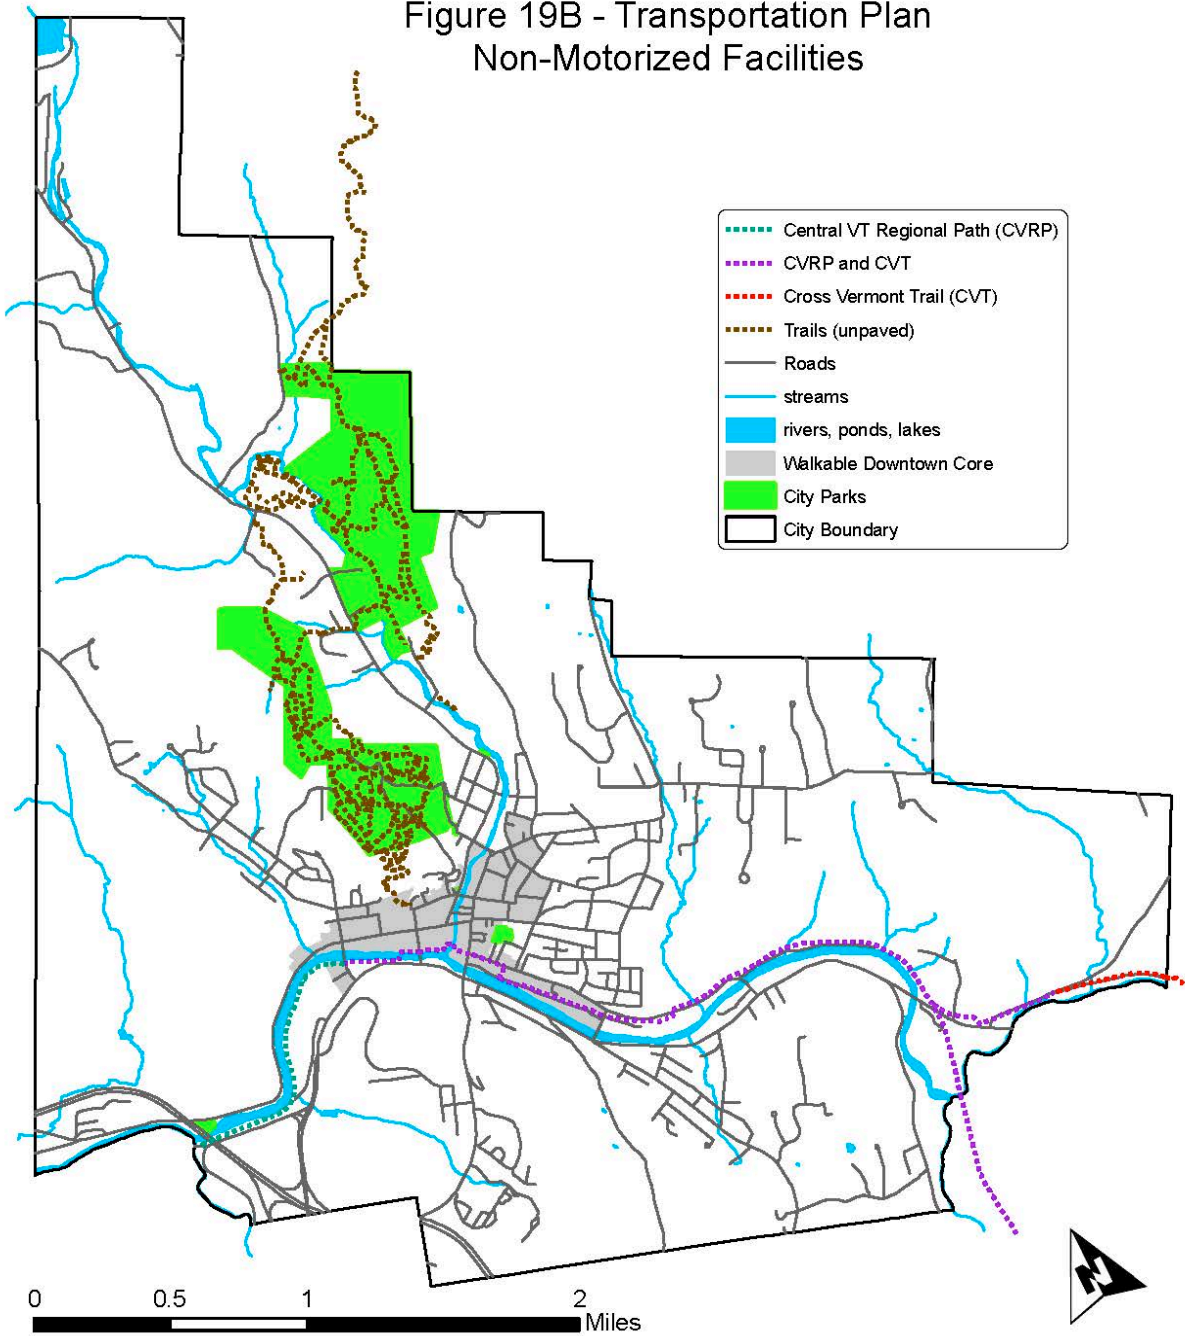 Figure 19B - Transportation Plan
Non-Motorized Facilities
Central VT Regional Path (CVRP)
CVRP and CVT
Cross Vermont Trail (CVT)
Trails (unpaved)
Roads
streams
rivers, ponds, lakes
Walkable Downtown Core
City Parks
City Boundary
N
0 0.5 1 2
Miles